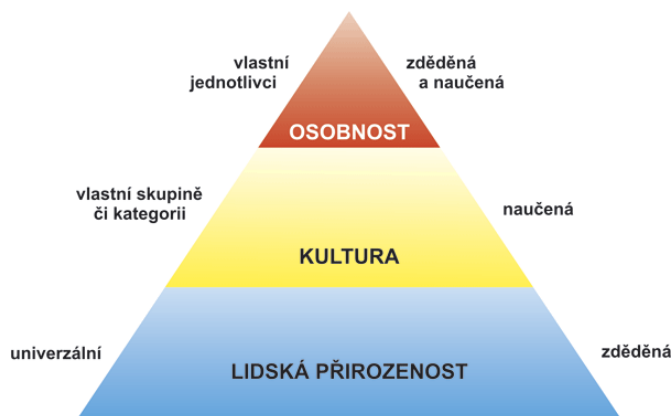 vlastní
jednotlivci
zděděná
a naučená
OSOBNOST
vlastní skupině
či kategorii
naučená
KULTURA
univerzální
zděděná
LIDSKÁ PŘIROZENOST